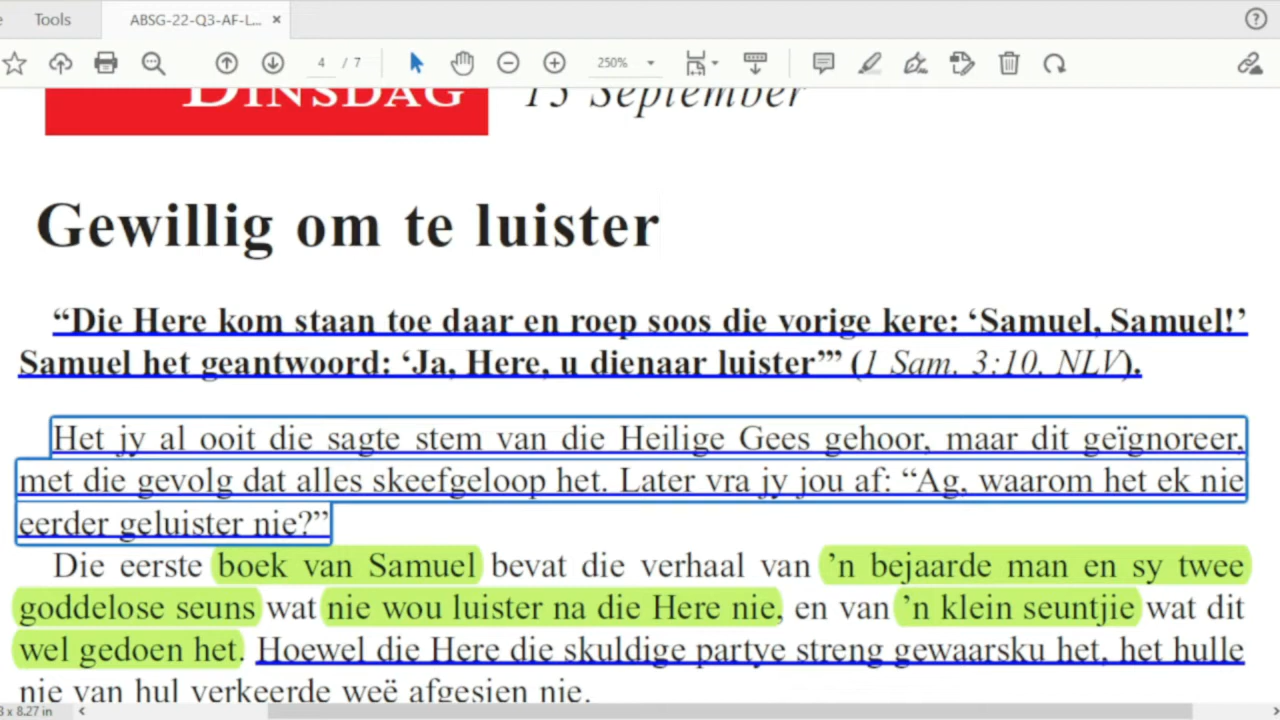 Tools
ABSG-22-Q3-AF-L...
4 / 7
250%
DINSDAG 13 September
Gewillig om te luister
“Die Here kom staan toe daar en roep soos die vorige kere: ‘Samuel, Samuel!’
Samuel het geantwoord: ‘Ja, Here, u dienaar luister’” (1 Sam. 3:10. NLV).
Het jy al ooit die sagte stem van die Heilige Gees gehoor, maar dit geïgnoreer,
met die gevolg dat alles skeefgeloop het. Later vra jy jou af: “Ag, waarom het ek nie
eerder geluister nie?”
Die eerste boek van Samuel bevat die verhaal van ’n bejaarde man en sy twee
goddelose seuns wat nie wou luister na die Here nie, en van ’n klein seuntjie wat dit
wel gedoen het. Hoewel die Here die skuldige partye streng gewaarsku het, het hulle
nie van hul verkeerde weë afgesien nie.
x 8.27 in